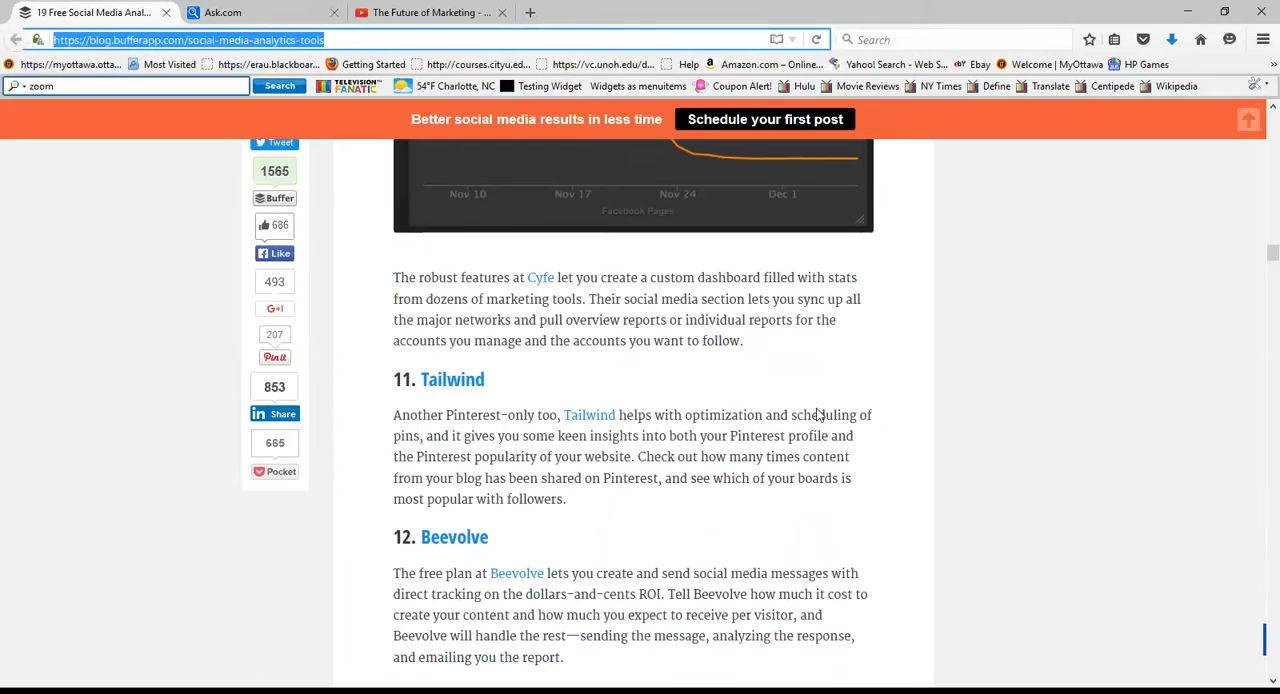 19 Free Social Media Anal...
Ask.com
The Future of Marketing - ...
https://blog.bufferapp.com/social-media-analytics-tools
Search
https://myottawa.otta...
Most Visited
https://erau.blackboar...
Getting Started
http://courses.cityu.ed...
https://vc.unoh.edu/d...
Help
Amazon.com – Online...
Yahoo! Search - Web S...
Ebay
Welcome | MyOttawa
HP Games
zoom
Search
TELEVISION FANATIC
54°F Charlotte, NC
Testing Widget
Widgets as menuitems
Coupon Alert!
Hulu
Movie Reviews
NY Times
Define
Translate
Centipede
Wikipedia
Better social media results in less time
Schedule your first post
Tweet
1565
Buffer
686
Like
493
G+1
207
Pin it
853
in Share
665
Pocket
Nov 10
Nov 17
Nov 24
Dec 1
Facebook Pages
The robust features at Cyfe let you create a custom dashboard filled with stats
from dozens of marketing tools. Their social media section lets you sync up all
the major networks and pull overview reports or individual reports for the
accounts you manage and the accounts you want to follow.
11. Tailwind
Another Pinterest-only too, Tailwind helps with optimization and scheduling of
pins, and it gives you some keen insights into both your Pinterest profile and
the Pinterest popularity of your website. Check out how many times content
from your blog has been shared on Pinterest, and see which of your boards is
most popular with followers.
12. Beevolve
The free plan at Beevolve lets you create and send social media messages with
direct tracking on the dollars-and-cents ROI. Tell Beevolve how much it cost to
create your content and how much you expect to receive per visitor, and
Beevolve will handle the rest—sending the message, analyzing the response,
and emailing you the report.